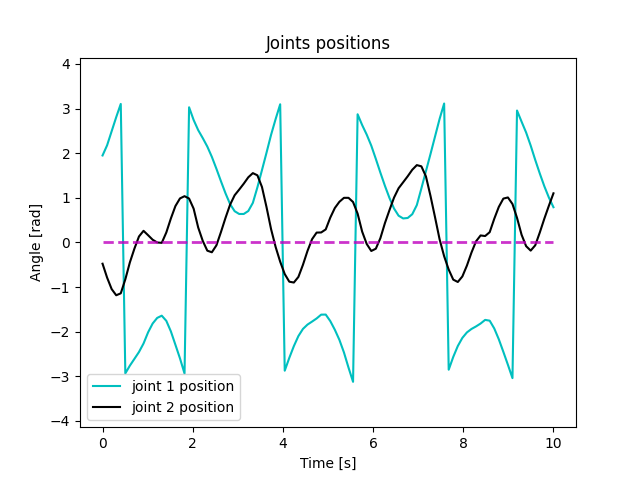 Joints positions
4
3
2
1
0
−1
−2
−3
−4
Angle [rad]
joint 1 position
joint 2 position
0 2 4 6 8 10
Time [s]